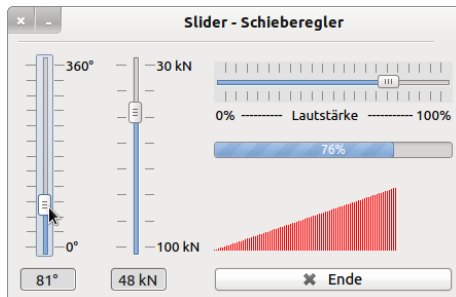 Slider - Schieberegler
360°
30 kN
0% ---------- Lautstärke ---------- 100%
76%
0°
100 kN
81°
48 kN
Ende